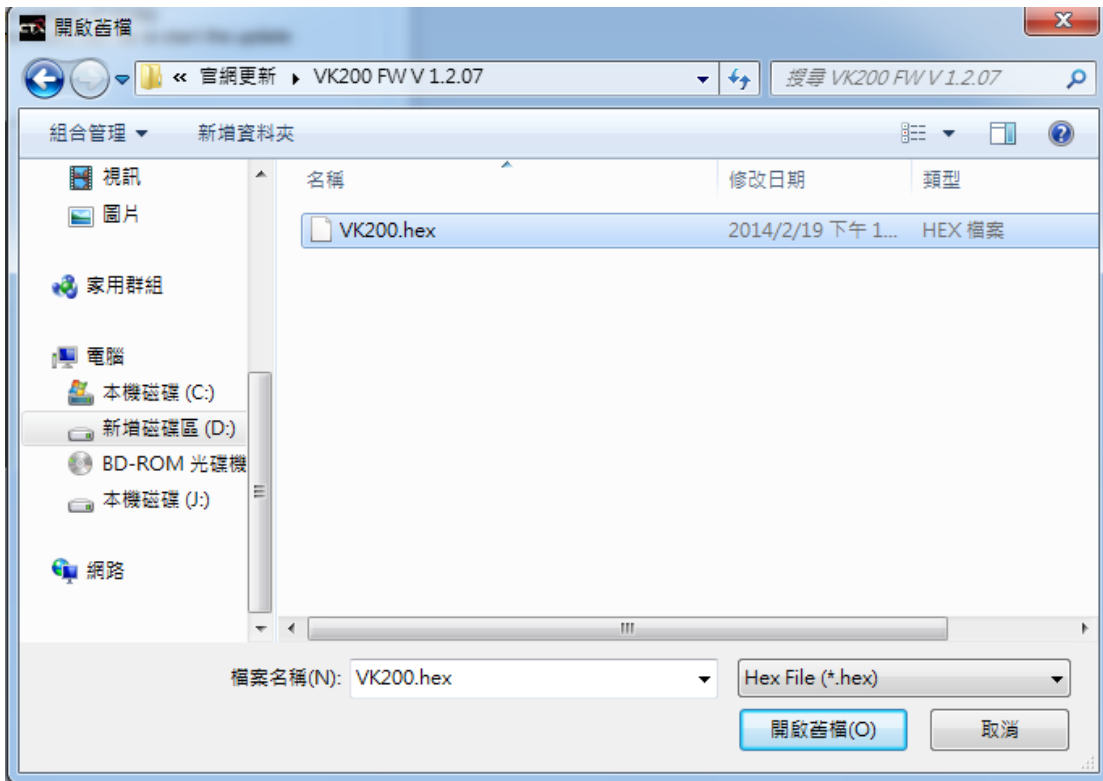 開啟舊檔
« 官網更新 ▸ VK200 FW V 1.2.07
搜尋 VK200 FW V 1.2.07
組合管理 新增資料夾
視訊
圖片
家用群組
電腦
本機磁碟 (C:)
新增磁碟區 (D:)
BD-ROM 光碟機
本機磁碟 (J:)
網路
名稱 修改日期 類型
VK200.hex 2014/2/19 下午 1... HEX 檔案
檔案名稱(N): VK200.hex Hex File (*.hex)
開啟舊檔(O) 取消